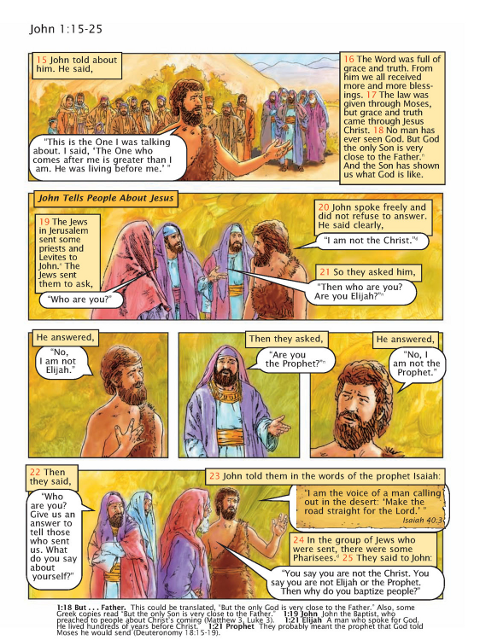 John 1:15-25
15 John told about
him. He said,
"This is the One I was talking
about. I said, 'The One who
comes after me is greater than I
am. He was living before me.' "
16 The Word was full of
grace and truth. From
him we all received
more and more bless-
ings. 17 The law was
given through Moses,
but grace and truth
came through Jesus
Christ. 18 No man has
ever seen God. But God
the only Son is very
close to the Father.
And the Son has shown
us what God is like.
John Tells People About Jesus
19 The Jews
in Jerusalem
sent some
priests and
Levites to
John. The
Jews sent
them to ask,
"Who are you?"
20 John spoke freely and
did not refuse to answer.
He said clearly,
"I am not the Christ."
21 So they asked him,
"Then who are you?
Are you Elijah?"
He answered,
"No,
I am not
Elijah."
Then they asked,
"Are you
the Prophet?"
He answered,
"No, I
am not the
Prophet."
22 Then
they said,
"Who
are you?
Give us an
answer to
tell those
who sent
us. What
do you say
about
yourself?"
23 John told them in the words of the prophet Isaiah:
"I am the voice of a man calling
out in the desert: 'Make the
road straight for the Lord.' "
Isaiah 40:3
24 In the group of Jews who
were sent, there were some
Pharisees. 25 They said to John:
"You say you are not the Christ. You
say you are not Elijah or the Prophet.
Then why do you baptize people?"
1:18 But . . . Father. This could be translated, "But the only God is very close to the Father." Also, some
Greek copies read "But the only Son is very close to the Father." 1:19 John John the Baptist, who
preached to people about Christ's coming (Matthew 3, Luke 3). 1:21 Elijah A man who spoke for God.
He lived hundreds of years before Christ. 1:21 Prophet They probably meant the prophet that God told
Moses he would send (Deuteronomy 18:15-19).